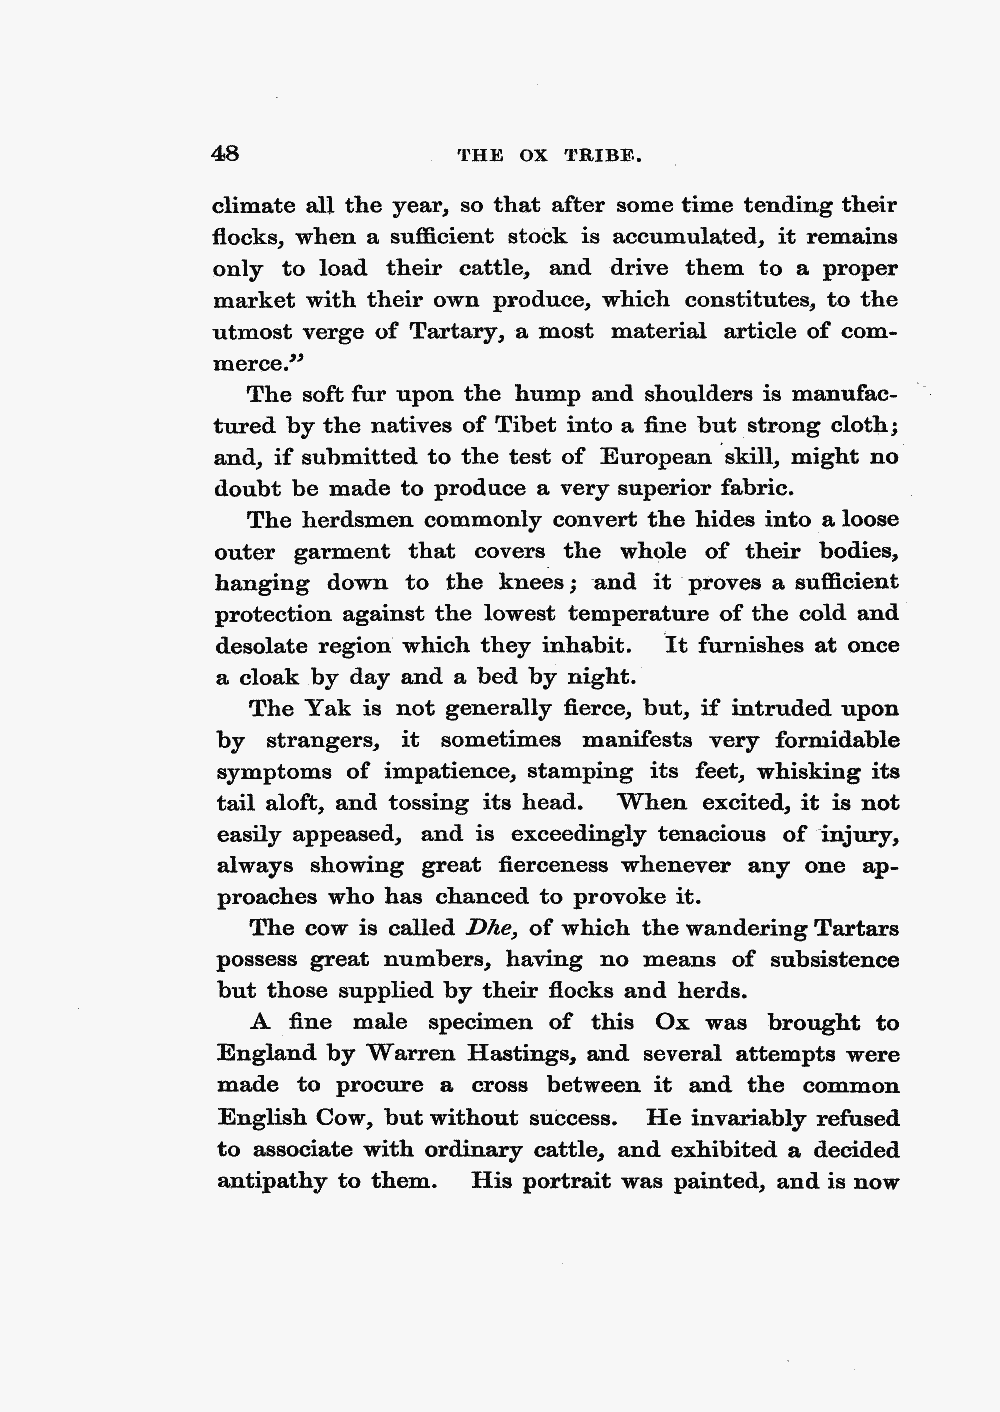 48 THE OX TRIBE.
climate all the year, so that after some time tending their
flocks, when a sufficient stock is accumulated, it remains
only to load their cattle, and drive them to a proper
market with their own produce, which constitutes, to the
utmost verge of Tartary, a most material article of com-
merce.”
The soft fur upon the hump and shoulders is manufac-
tured by the natives of Tibet into a fine but strong cloth;
and, if submitted to the test of European skill, might no
doubt be made to produce a very superior fabric.
The herdsmen commonly convert the hides into a loose
outer garment that covers the whole of their bodies,
hanging down to the knees; and it proves a sufficient
protection against the lowest temperature of the cold and
desolate region which they inhabit. It furnishes at once
a cloak by day and a bed by night.
The Yak is not generally fierce, but, if intruded upon
by strangers, it sometimes manifests very formidable
symptoms of impatience, stamping its feet, whisking its
tail aloft, and tossing its head. When excited, it is not
easily appeased, and is exceedingly tenacious of injury,
always showing great fierceness whenever any one ap-
proaches who has chanced to provoke it.
The cow is called Dhe, of which the wandering Tartars
possess great numbers, having no means of subsistence
but those supplied by their flocks and herds.
A fine male specimen of this Ox was brought to
England by Warren Hastings, and several attempts were
made to procure a cross between it and the common
English Cow, but without success. He invariably refused
to associate with ordinary cattle, and exhibited a decided
antipathy to them. His portrait was painted, and is now